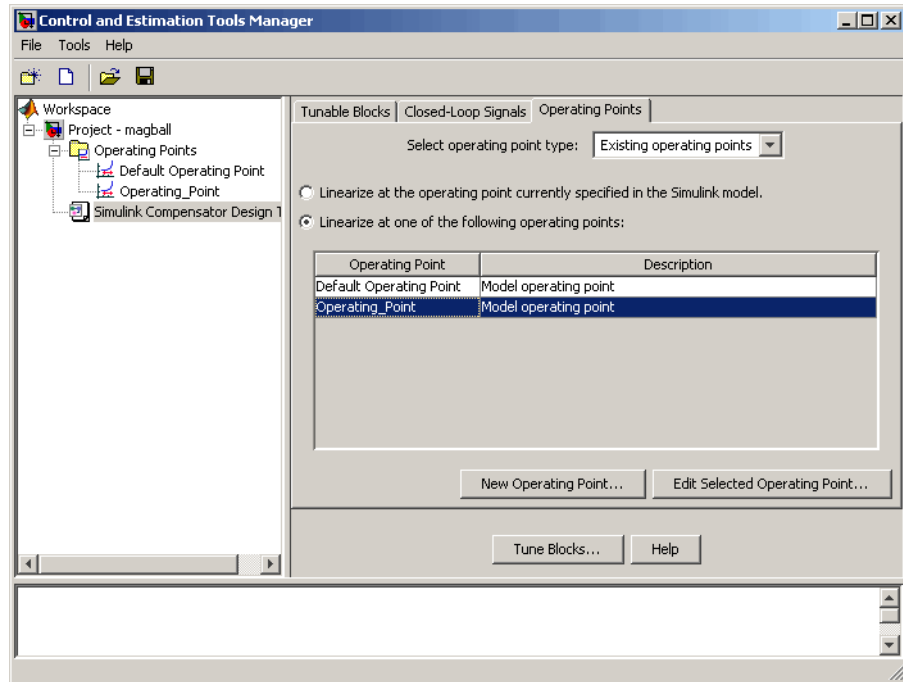 Control and Estimation Tools Manager
File Tools Help
Workspace
Project - magball
Operating Points
Default Operating Point
Operating_Point
Simulink Compensator Design T
Tunable Blocks Closed-Loop Signals Operating Points
Select operating point type: Existing operating points
Linearize at the operating point currently specified in the Simulink model.
Linearize at one of the following operating points:
Operating Point Description
Default Operating Point Model operating point
Operating_Point Model operating point
New Operating Point... Edit Selected Operating Point...
Tune Blocks... Help